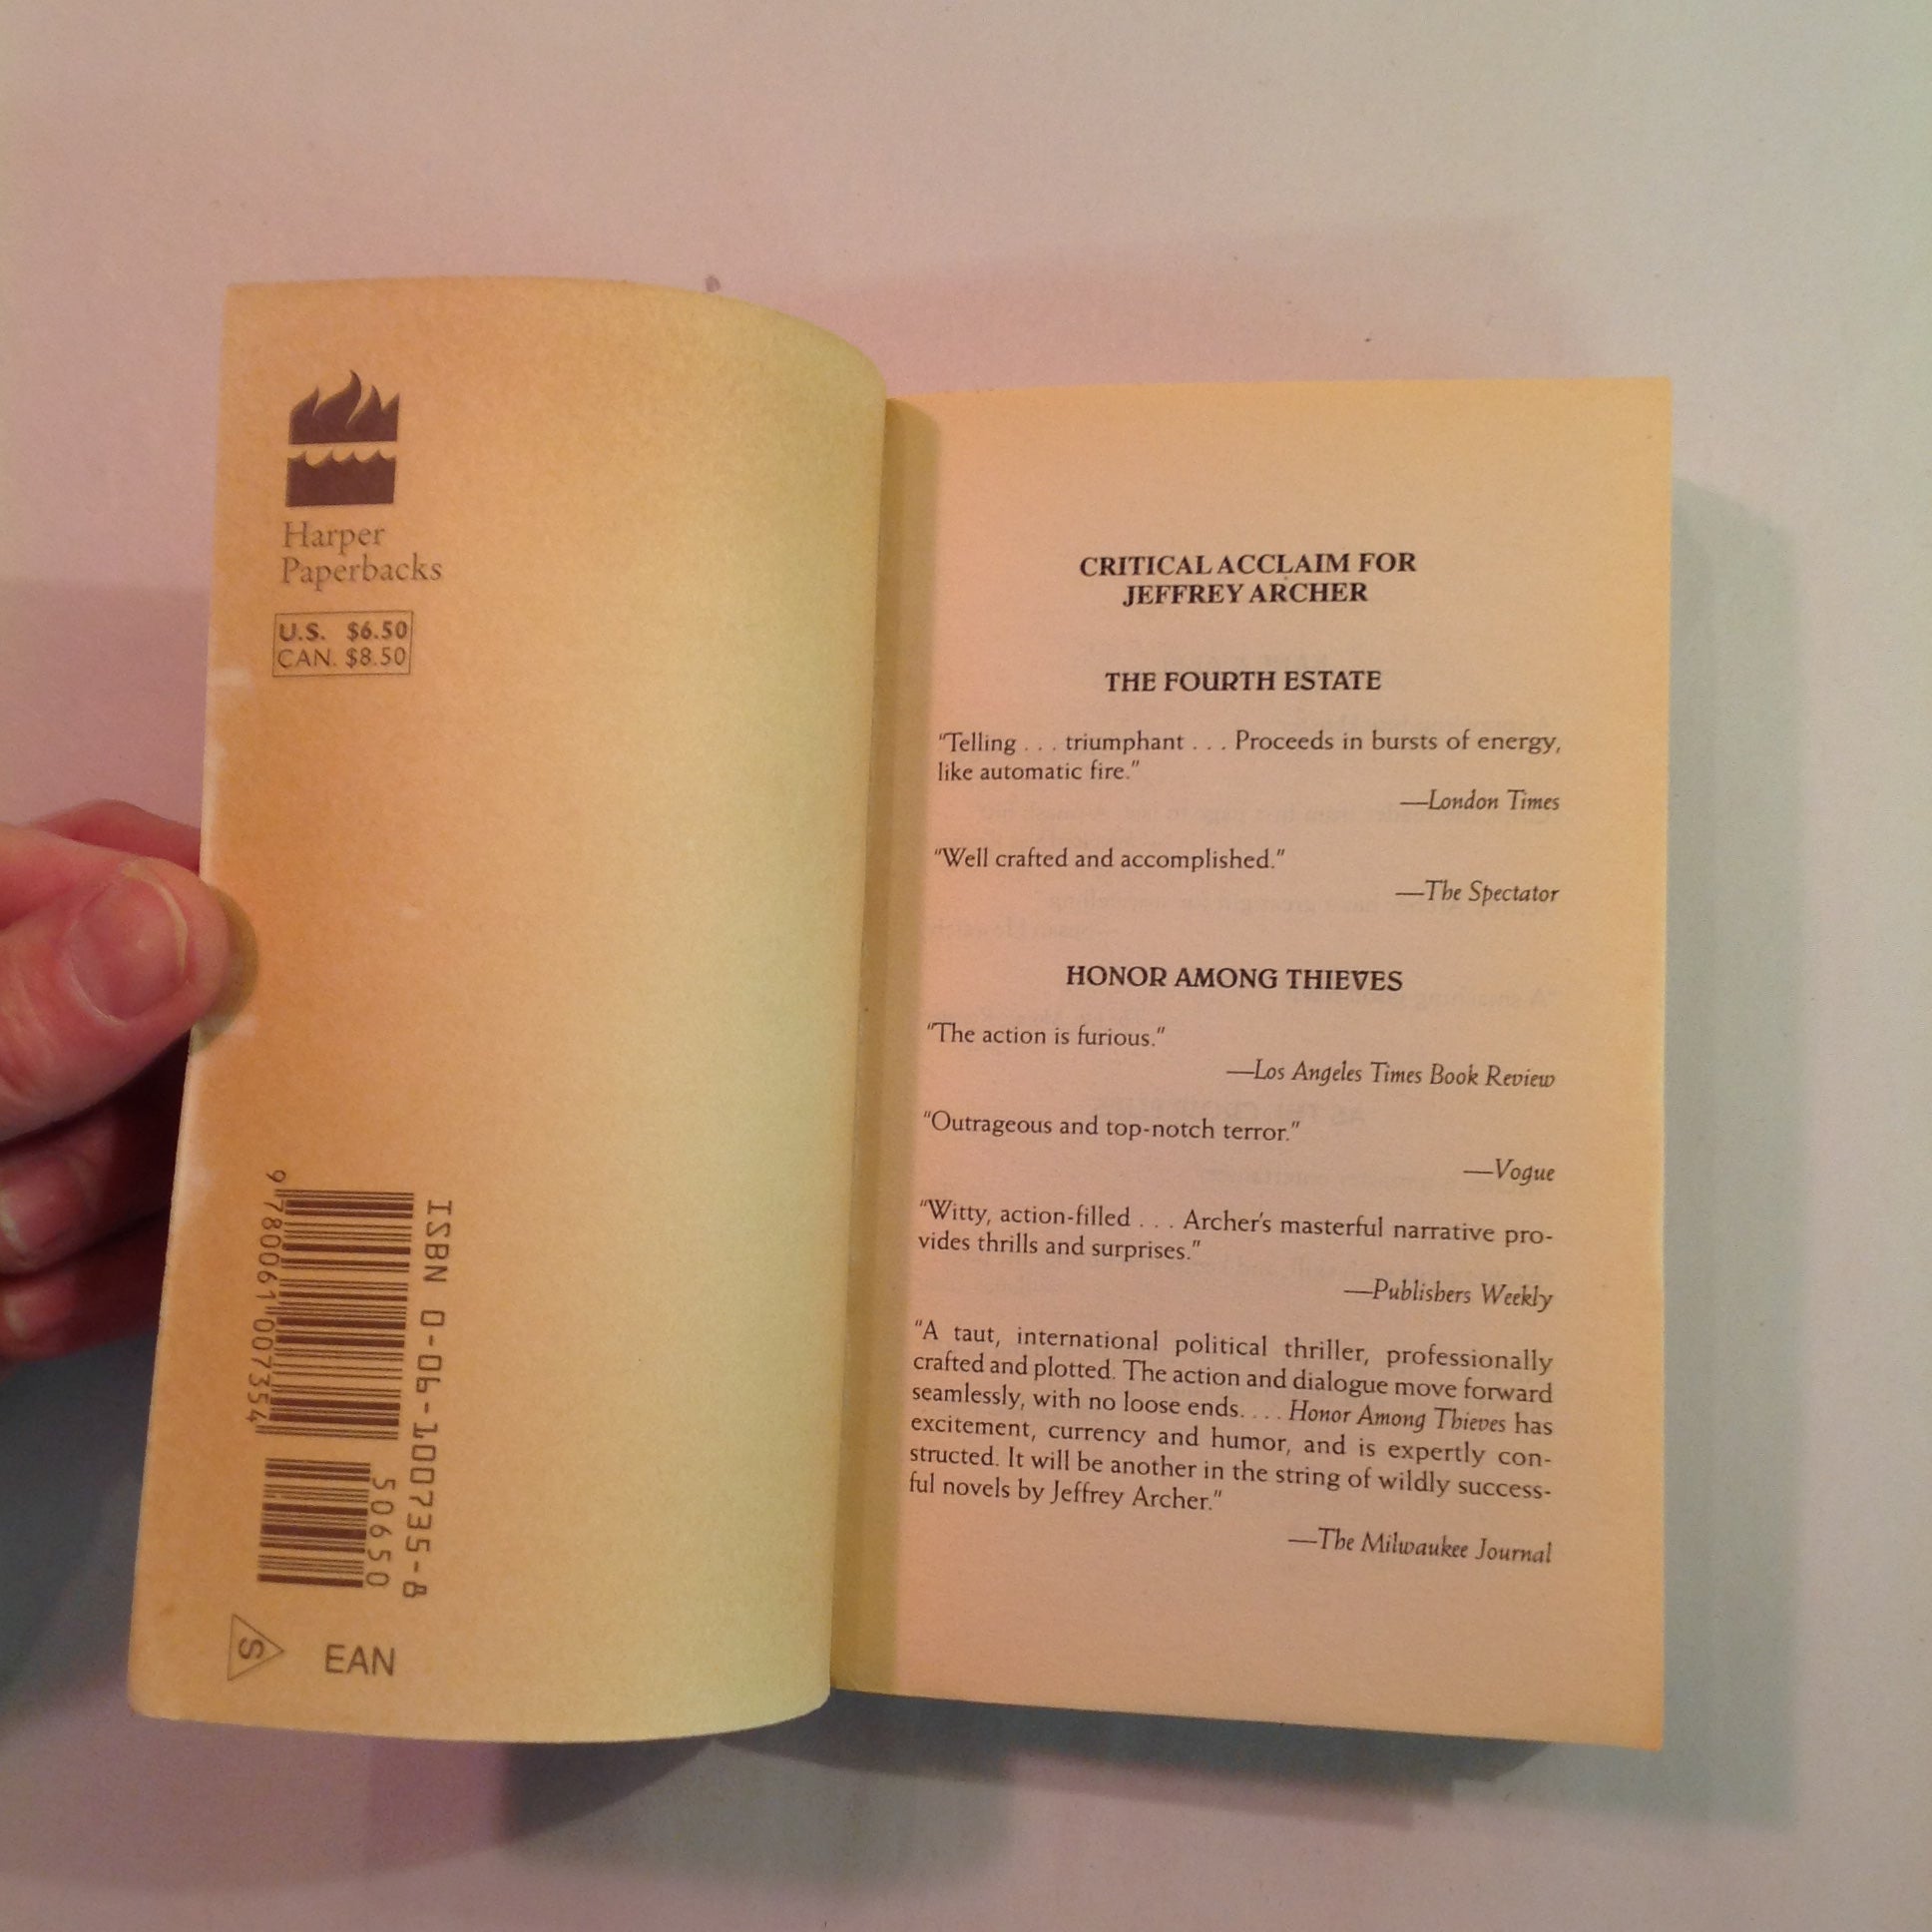 Harper
Paperbacks
U.S. $6.50
CAN. $8.50
9 780061 007354
50650
ISBN 0-06-100735-8
S
EAN
CRITICAL ACCLAIM FOR
JEFFREY ARCHER
THE FOURTH ESTATE
“Telling . . . triumphant . . . Proceeds in bursts of energy,
like automatic fire.”
—London Times
“Well crafted and accomplished.”
—The Spectator
HONOR AMONG THIEVES
“The action is furious.”
—Los Angeles Times Book Review
“Outrageous and top-notch terror.”
—Vogue
“Witty, action-filled . . . Archer’s masterful narrative pro-
vides thrills and surprises.”
—Publishers Weekly
“A taut, international political thriller, professionally
crafted and plotted. The action and dialogue move forward
seamlessly, with no loose ends. . . . Honor Among Thieves has
excitement, currency and humor, and is expertly con-
structed. It will be another in the string of wildly success-
ful novels by Jeffrey Archer.”
—The Milwaukee Journal